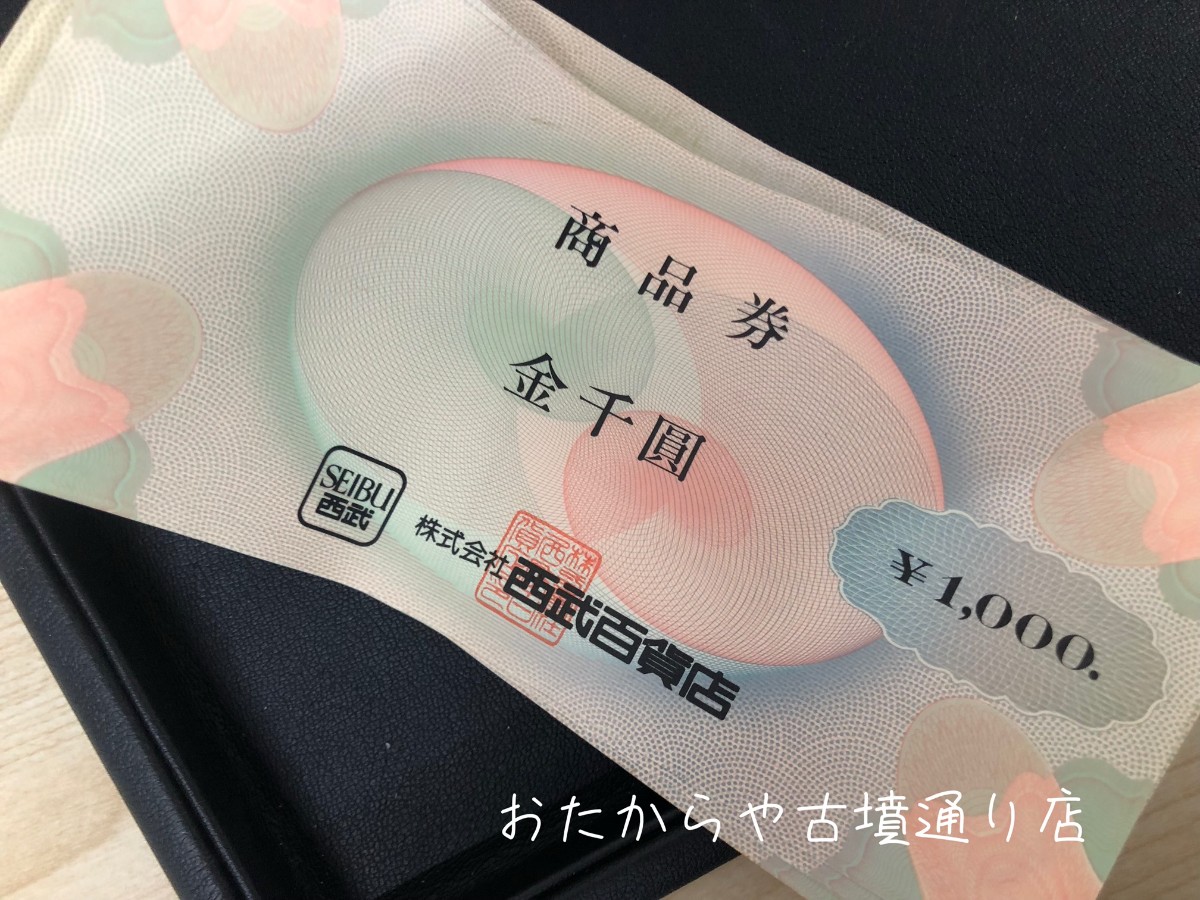 商品券
金千圓
SEIBU
西武
株式会社西武百貨店
¥1,000.
おたからや古墳通り店